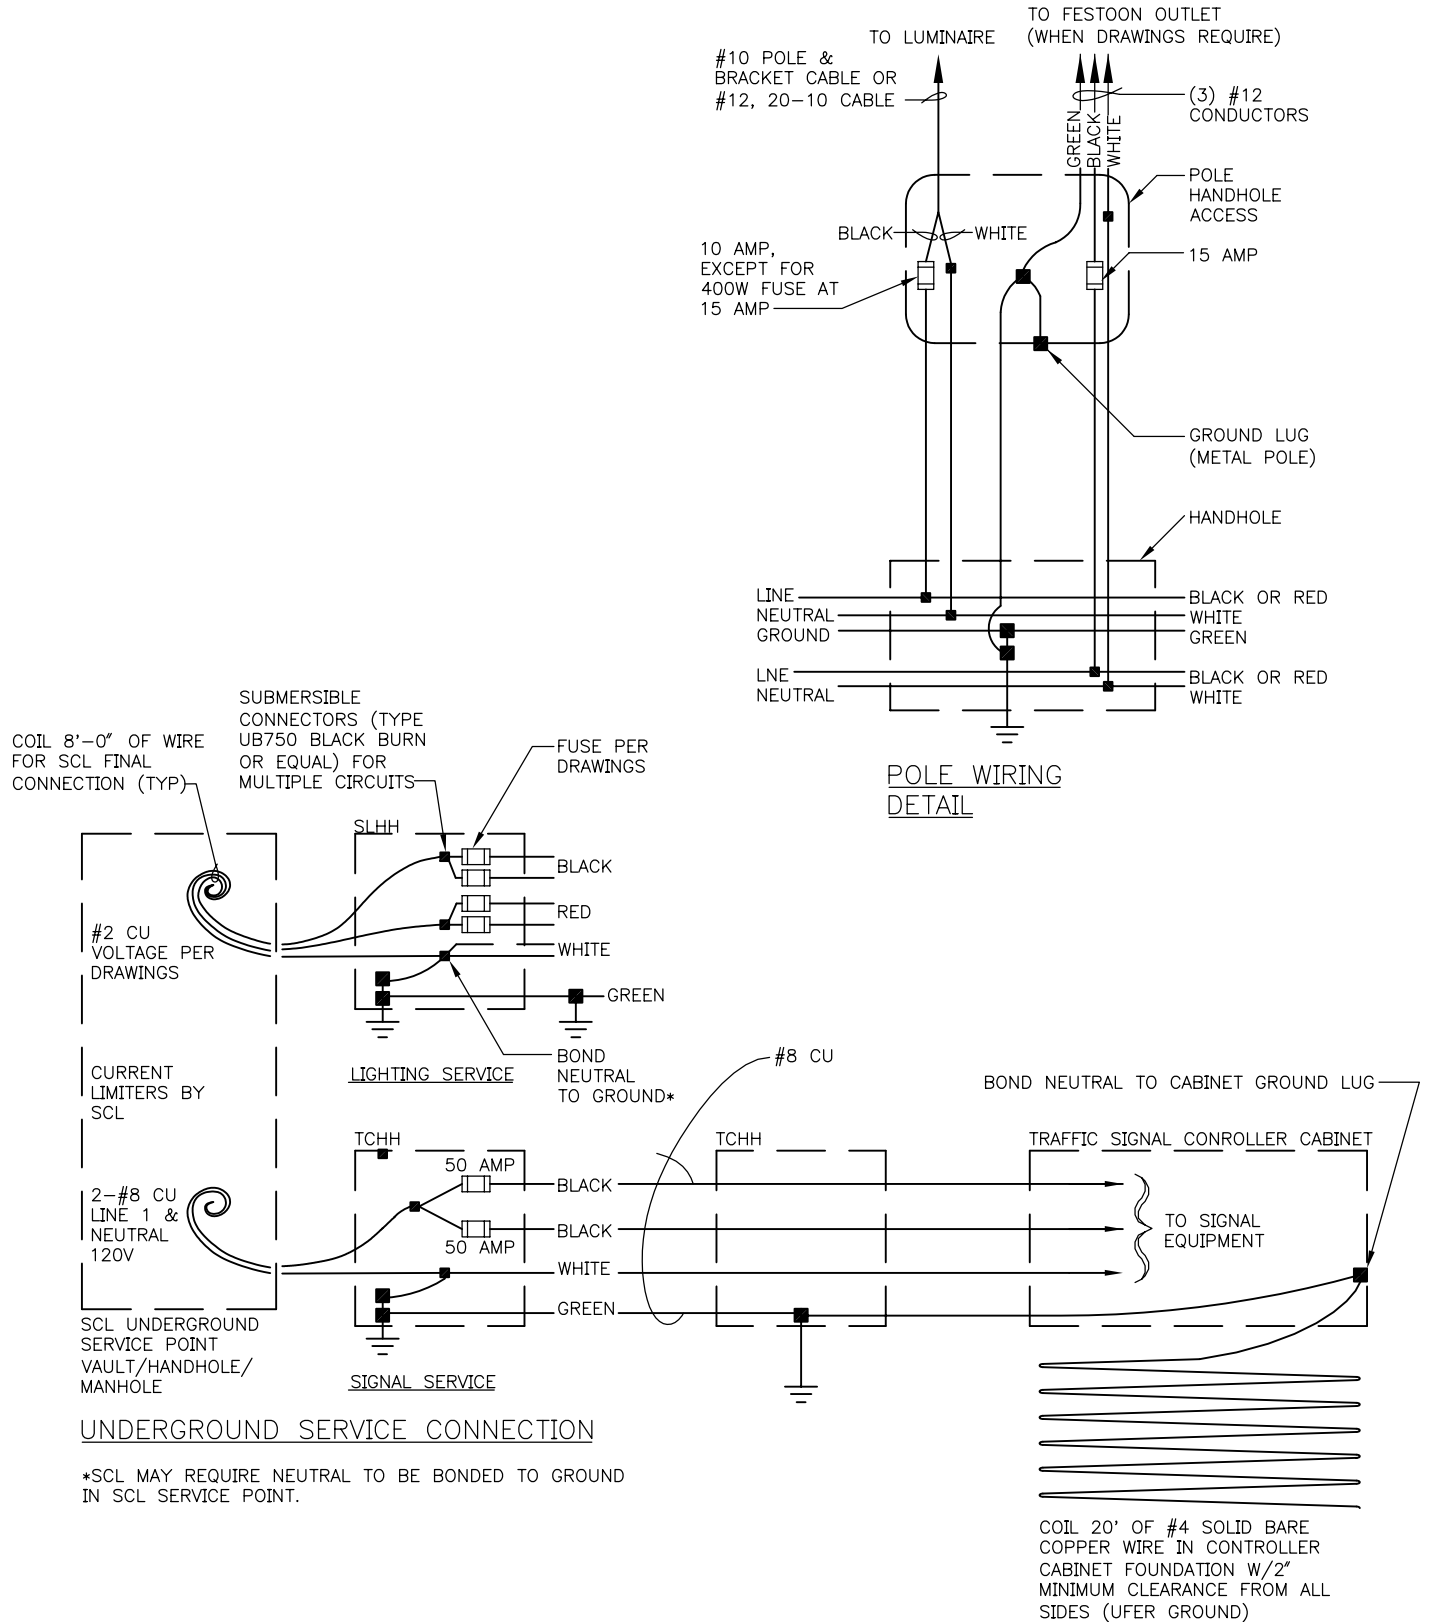 TO LUMINAIRE
TO FESTOON OUTLET
(WHEN DRAWINGS REQUIRE)
#10 POLE &
BRACKET CABLE OR
#12, 20-10 CABLE
(3) #12
CONDUCTORS
GREEN
BLACK
WHITE
POLE
HANDHOLE
ACCESS
BLACK
WHITE
10 AMP,
EXCEPT FOR
400W FUSE AT
15 AMP
15 AMP
GROUND LUG
(METAL POLE)
HANDHOLE
LINE
NEUTRAL
GROUND
BLACK OR RED
WHITE
GREEN
LNE
NEUTRAL
BLACK OR RED
WHITE
POLE WIRING
DETAIL
COIL 8'-0" OF WIRE
FOR SCL FINAL
CONNECTION (TYP)
SUBMERSIBLE
CONNECTORS (TYPE
UB750 BLACK BURN
OR EQUAL) FOR
MULTIPLE CIRCUITS
FUSE PER
DRAWINGS
SLHH
BLACK
RED
WHITE
GREEN
#2 CU
VOLTAGE PER
DRAWINGS
LIGHTING SERVICE
BOND
NEUTRAL
TO GROUND*
CURRENT
LIMITERS BY
SCL
#8 CU
BOND NEUTRAL TO CABINET GROUND LUG
TCHH
TCHH
TRAFFIC SIGNAL CONROLLER CABINET
50 AMP
BLACK
BLACK
50 AMP
WHITE
GREEN
2-#8 CU
LINE 1 &
NEUTRAL
120V
TO SIGNAL
EQUIPMENT
SCL UNDERGROUND
SERVICE POINT
VAULT/HANDHOLE/
MANHOLE
SIGNAL SERVICE
UNDERGROUND SERVICE CONNECTION
*SCL MAY REQUIRE NEUTRAL TO BE BONDED TO GROUND
IN SCL SERVICE POINT.
COIL 20' OF #4 SOLID BARE
COPPER WIRE IN CONTROLLER
CABINET FOUNDATION W/2"
MINIMUM CLEARANCE FROM ALL
SIDES (UFER GROUND)